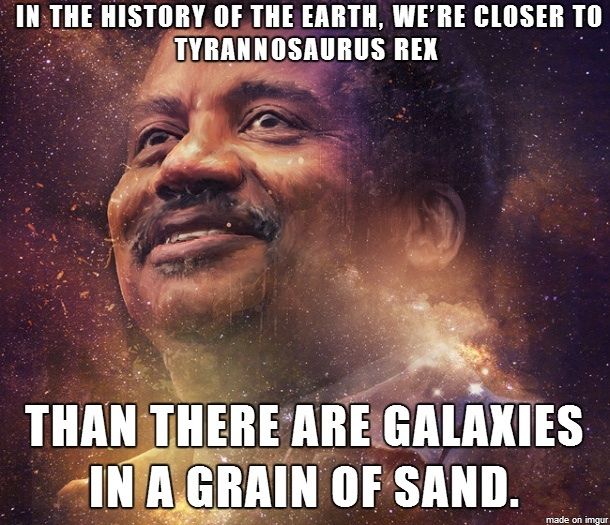 IN THE HISTORY OF THE EARTH, WE'RE CLOSER TO
TYRANNOSAURUS REX
THAN THERE ARE GALAXIES
IN A GRAIN OF SAND.
made on imgur